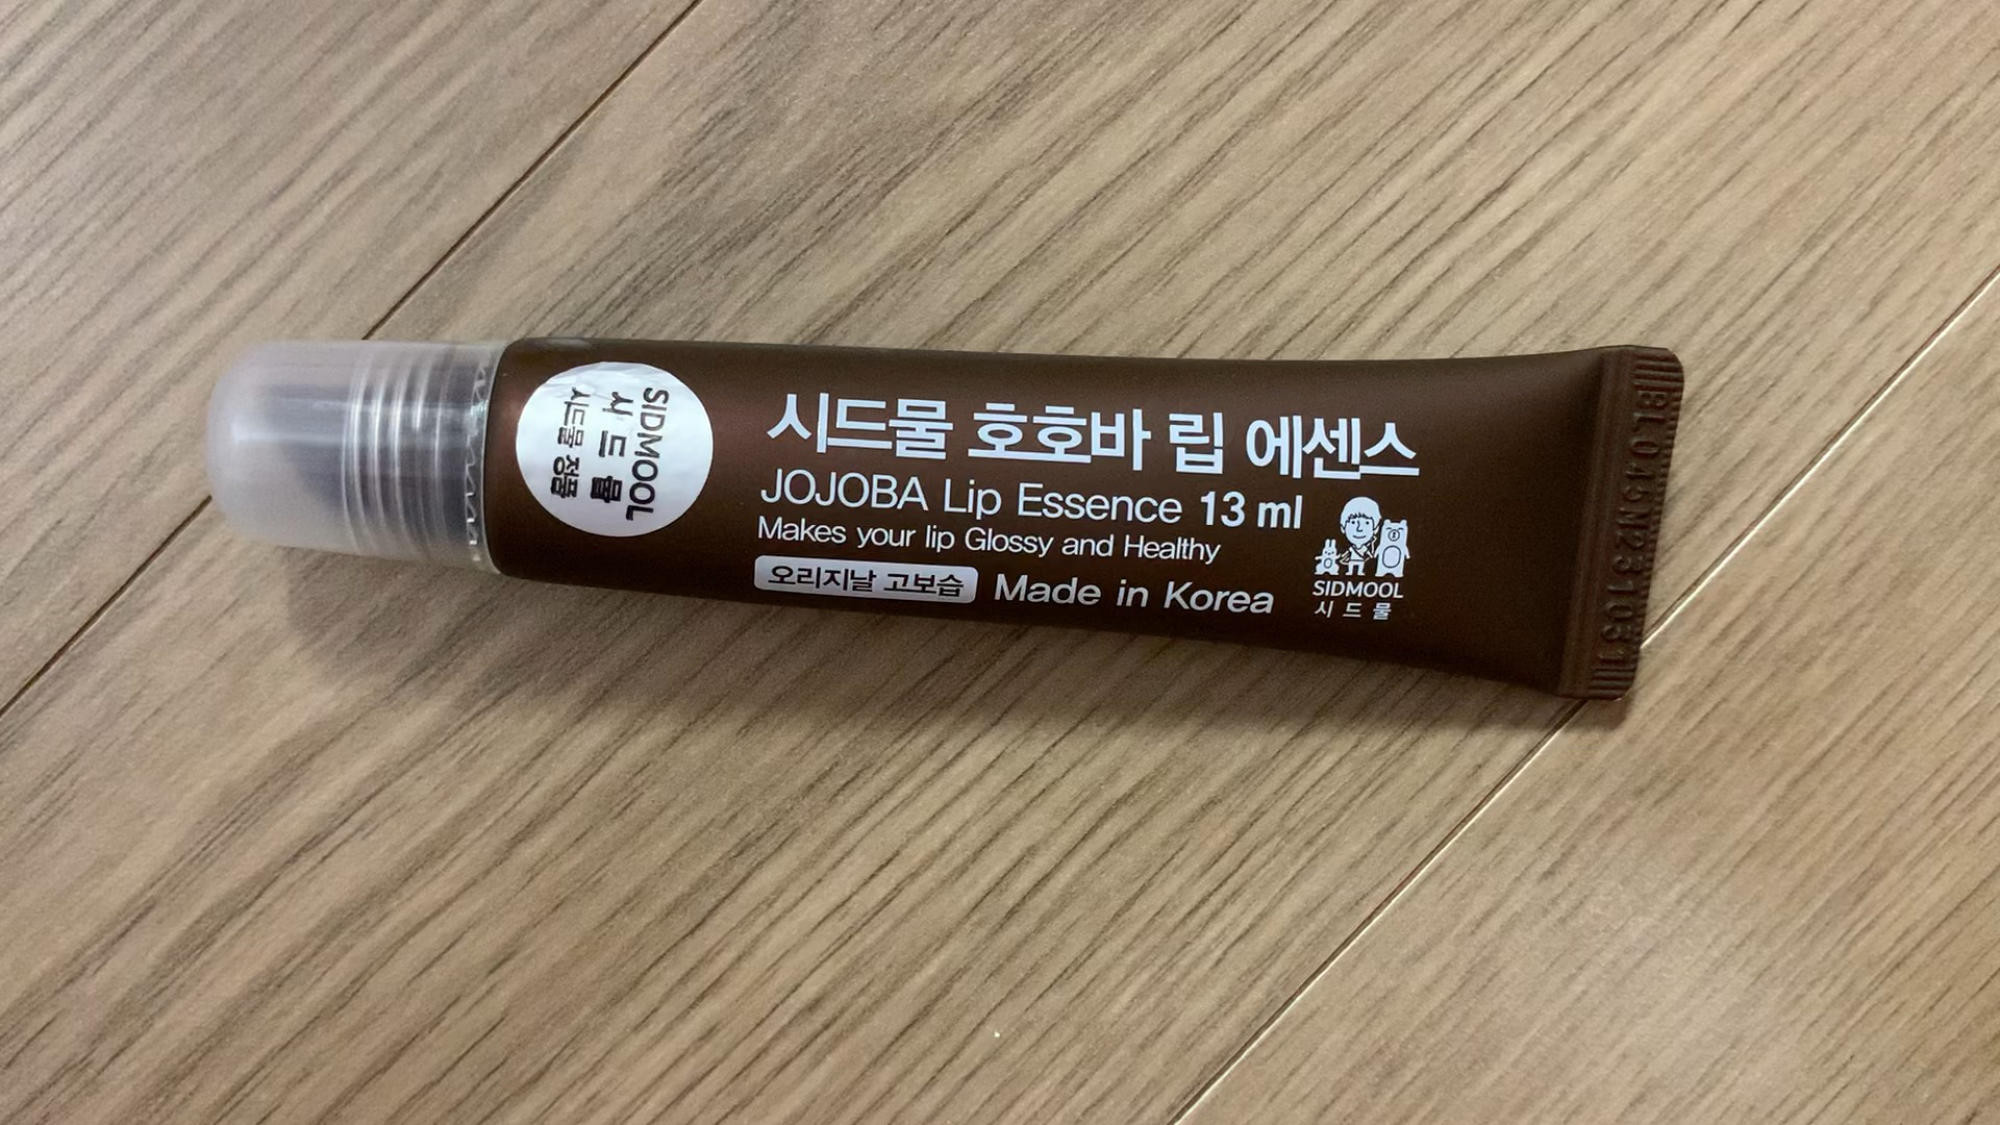 SIDMOOL
시드물
시드물 정품
시드물 호호바 립 에센스
JOJOBA Lip Essence 13 ml
Makes your lip Glossy and Healthy
오리지날 고보습 Made in Korea
SIDMOOL
시드물